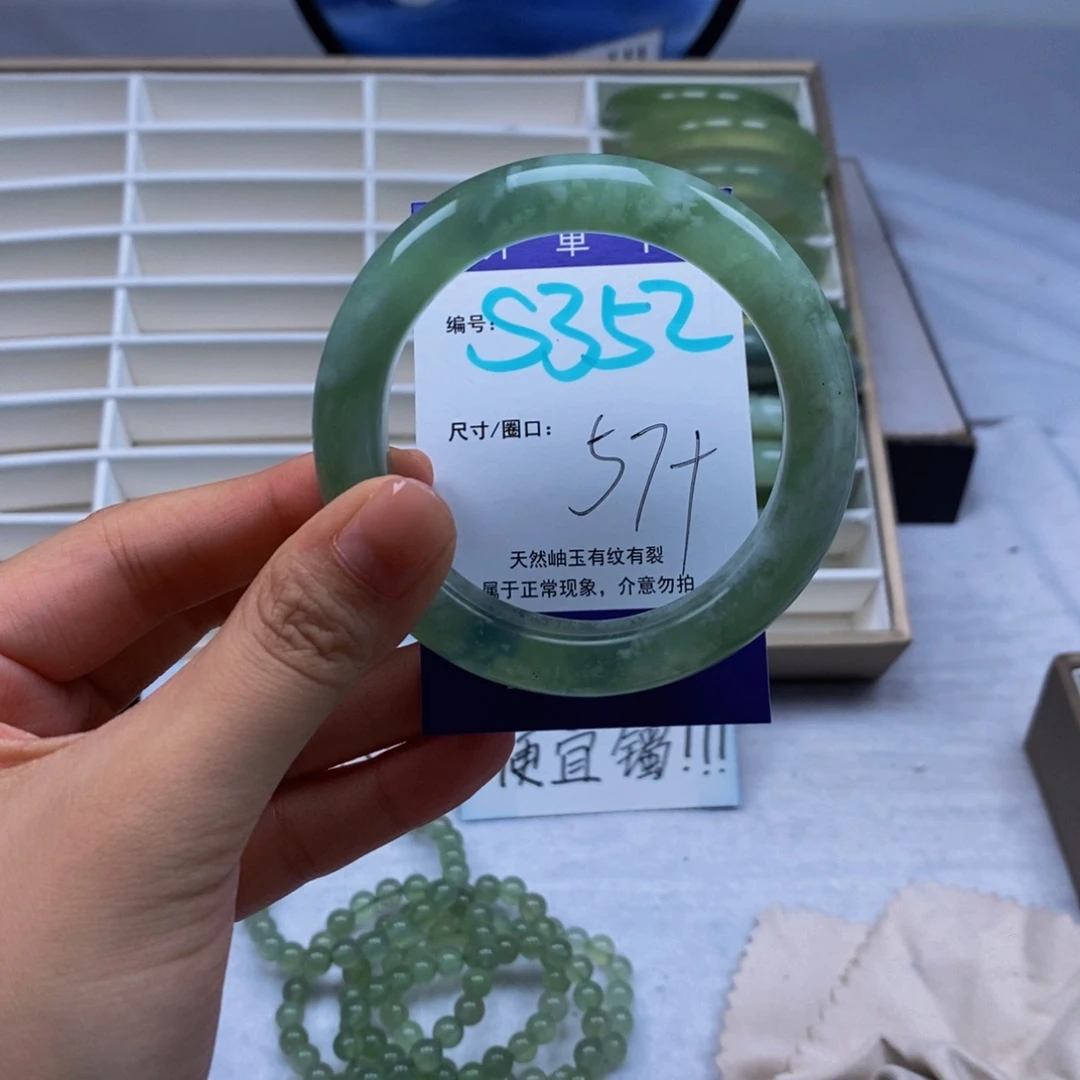 单
编号：S352
尺寸/圈口：57+
天然岫玉有纹有裂
属于正常现象，介意勿拍
便宜镯!!!